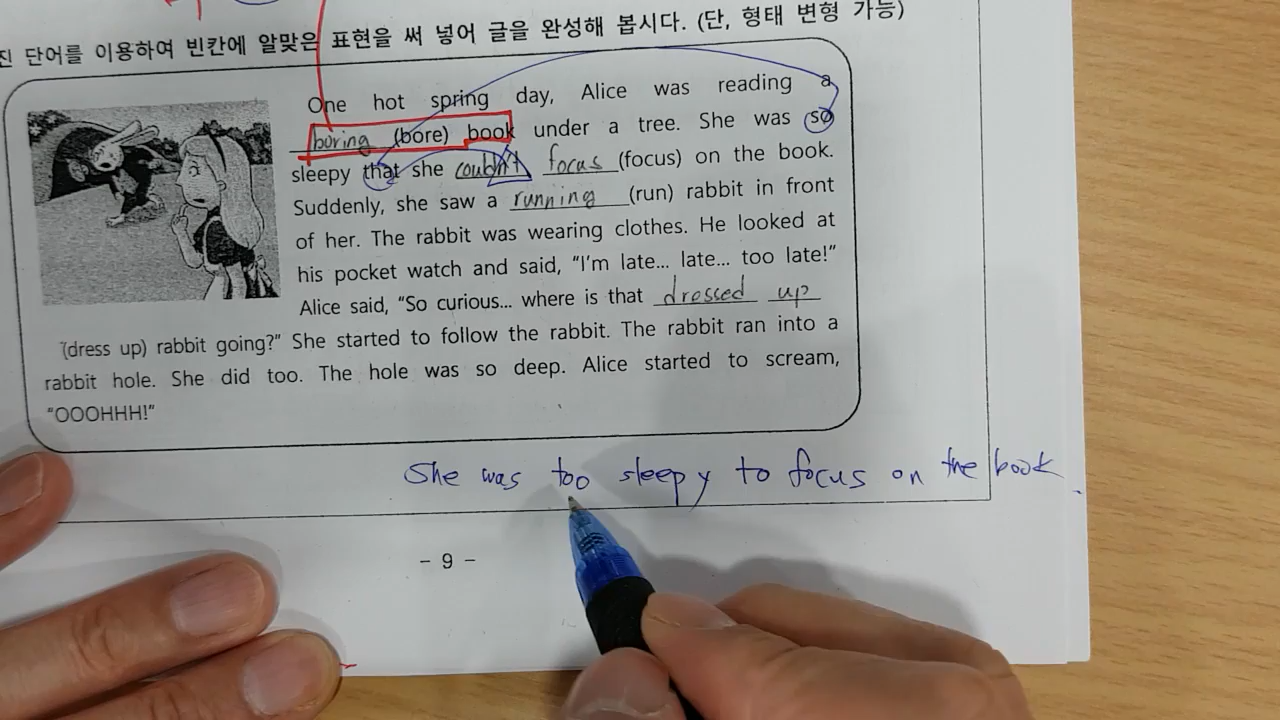 진 단어를 이용하여 빈칸에 알맞은 표현을 써 넣어 글을 완성해 봅시다. (단, 형태 변형 가능)
One hot spring day, Alice was reading a
boring (bore) book under a tree. She was so
sleepy that she couldn't focus (focus) on the book.
Suddenly, she saw a running (run) rabbit in front
of her. The rabbit was wearing clothes. He looked at
his pocket watch and said, “I’m late... late... too late!”
Alice said, “So curious... where is that dressed up
(dress up) rabbit going?” She started to follow the rabbit. The rabbit ran into a
rabbit hole. She did too. The hole was so deep. Alice started to scream,
“OOOHHH!”
She was too sleepy to focus on the book.
- 9 -